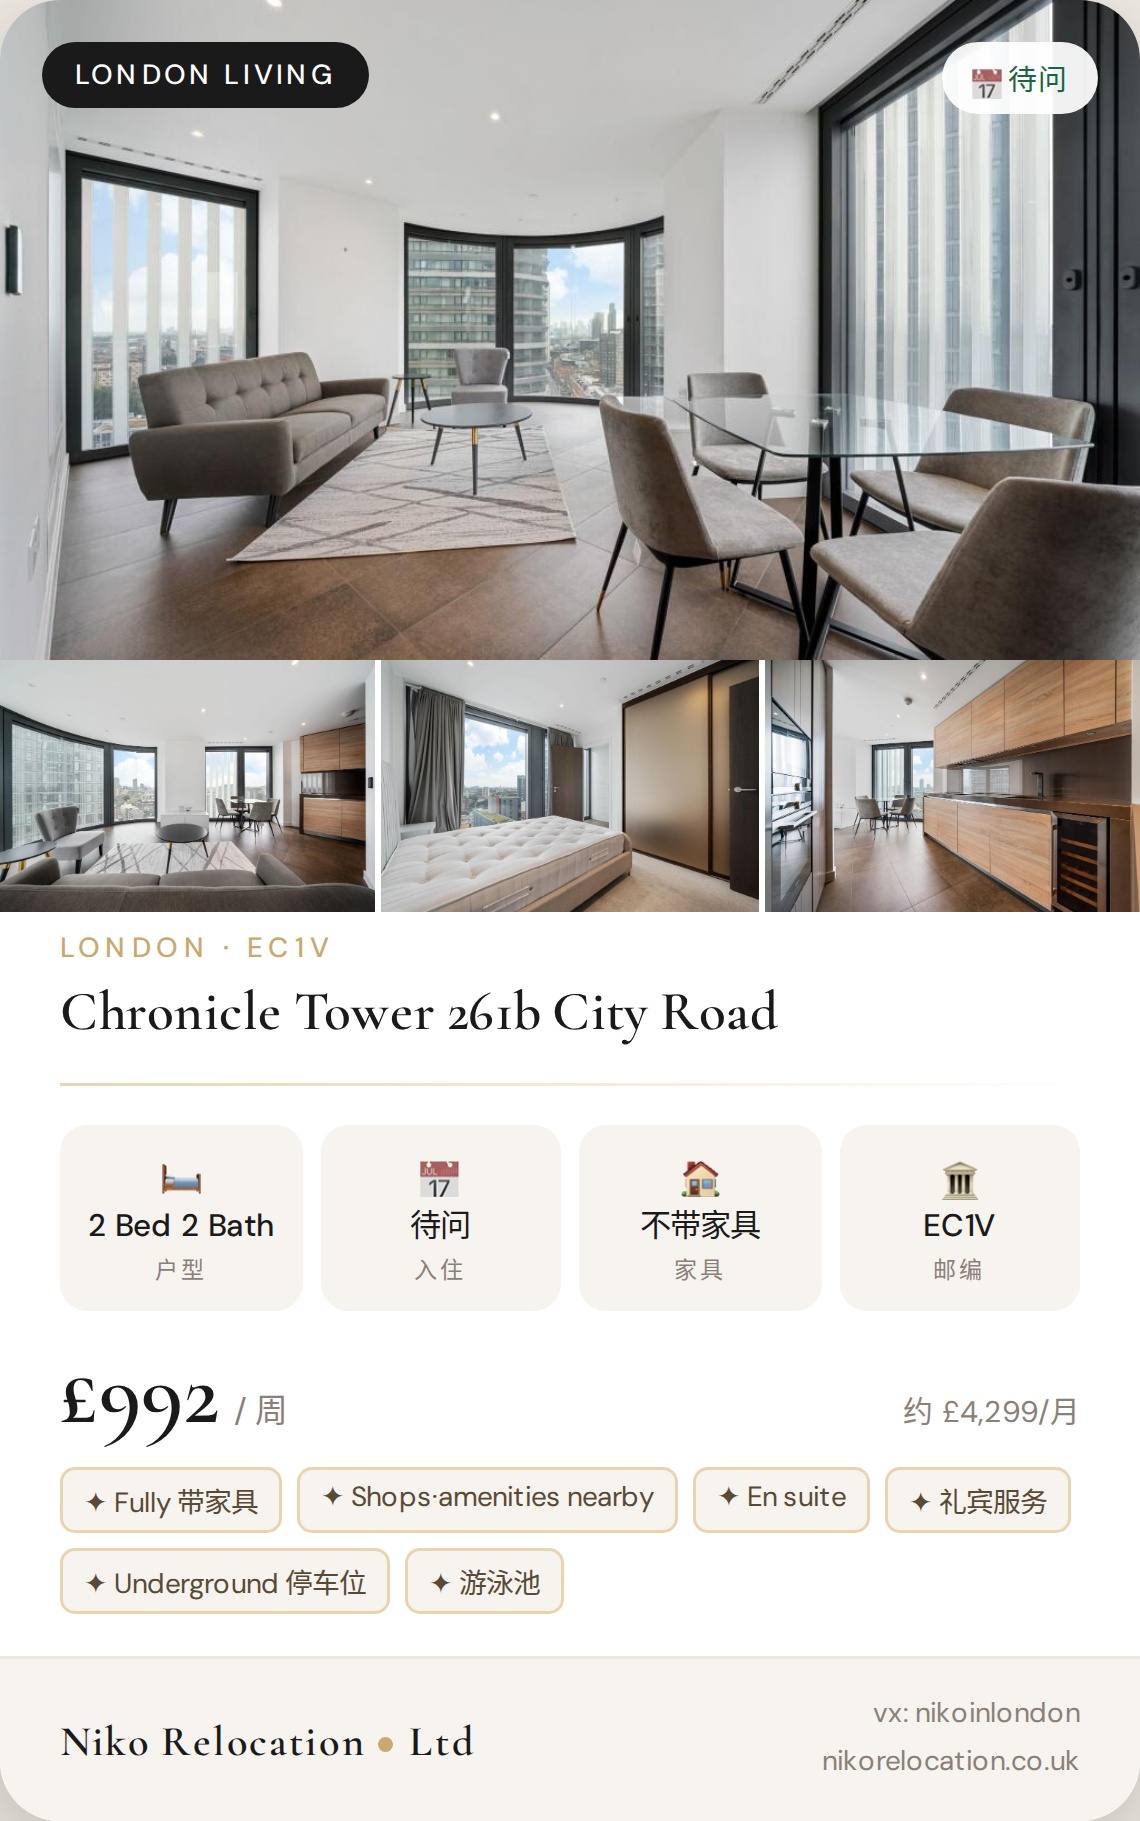 LONDON LIVING
待问
LONDON · EC1V
Chronicle Tower 261b City Road
2 Bed 2 Bath
户型
JUL
17
待问
入住
不带家具
家具
EC1V
邮编
£992 / 周
约 £4,299/月
✦ Fully 带家具
✦ Shops·amenities nearby
✦ En suite
✦ 礼宾服务
✦ Underground 停车位
✦ 游泳池
Niko Relocation • Ltd
vx: nikoinlondon
nikorelocation.co.uk